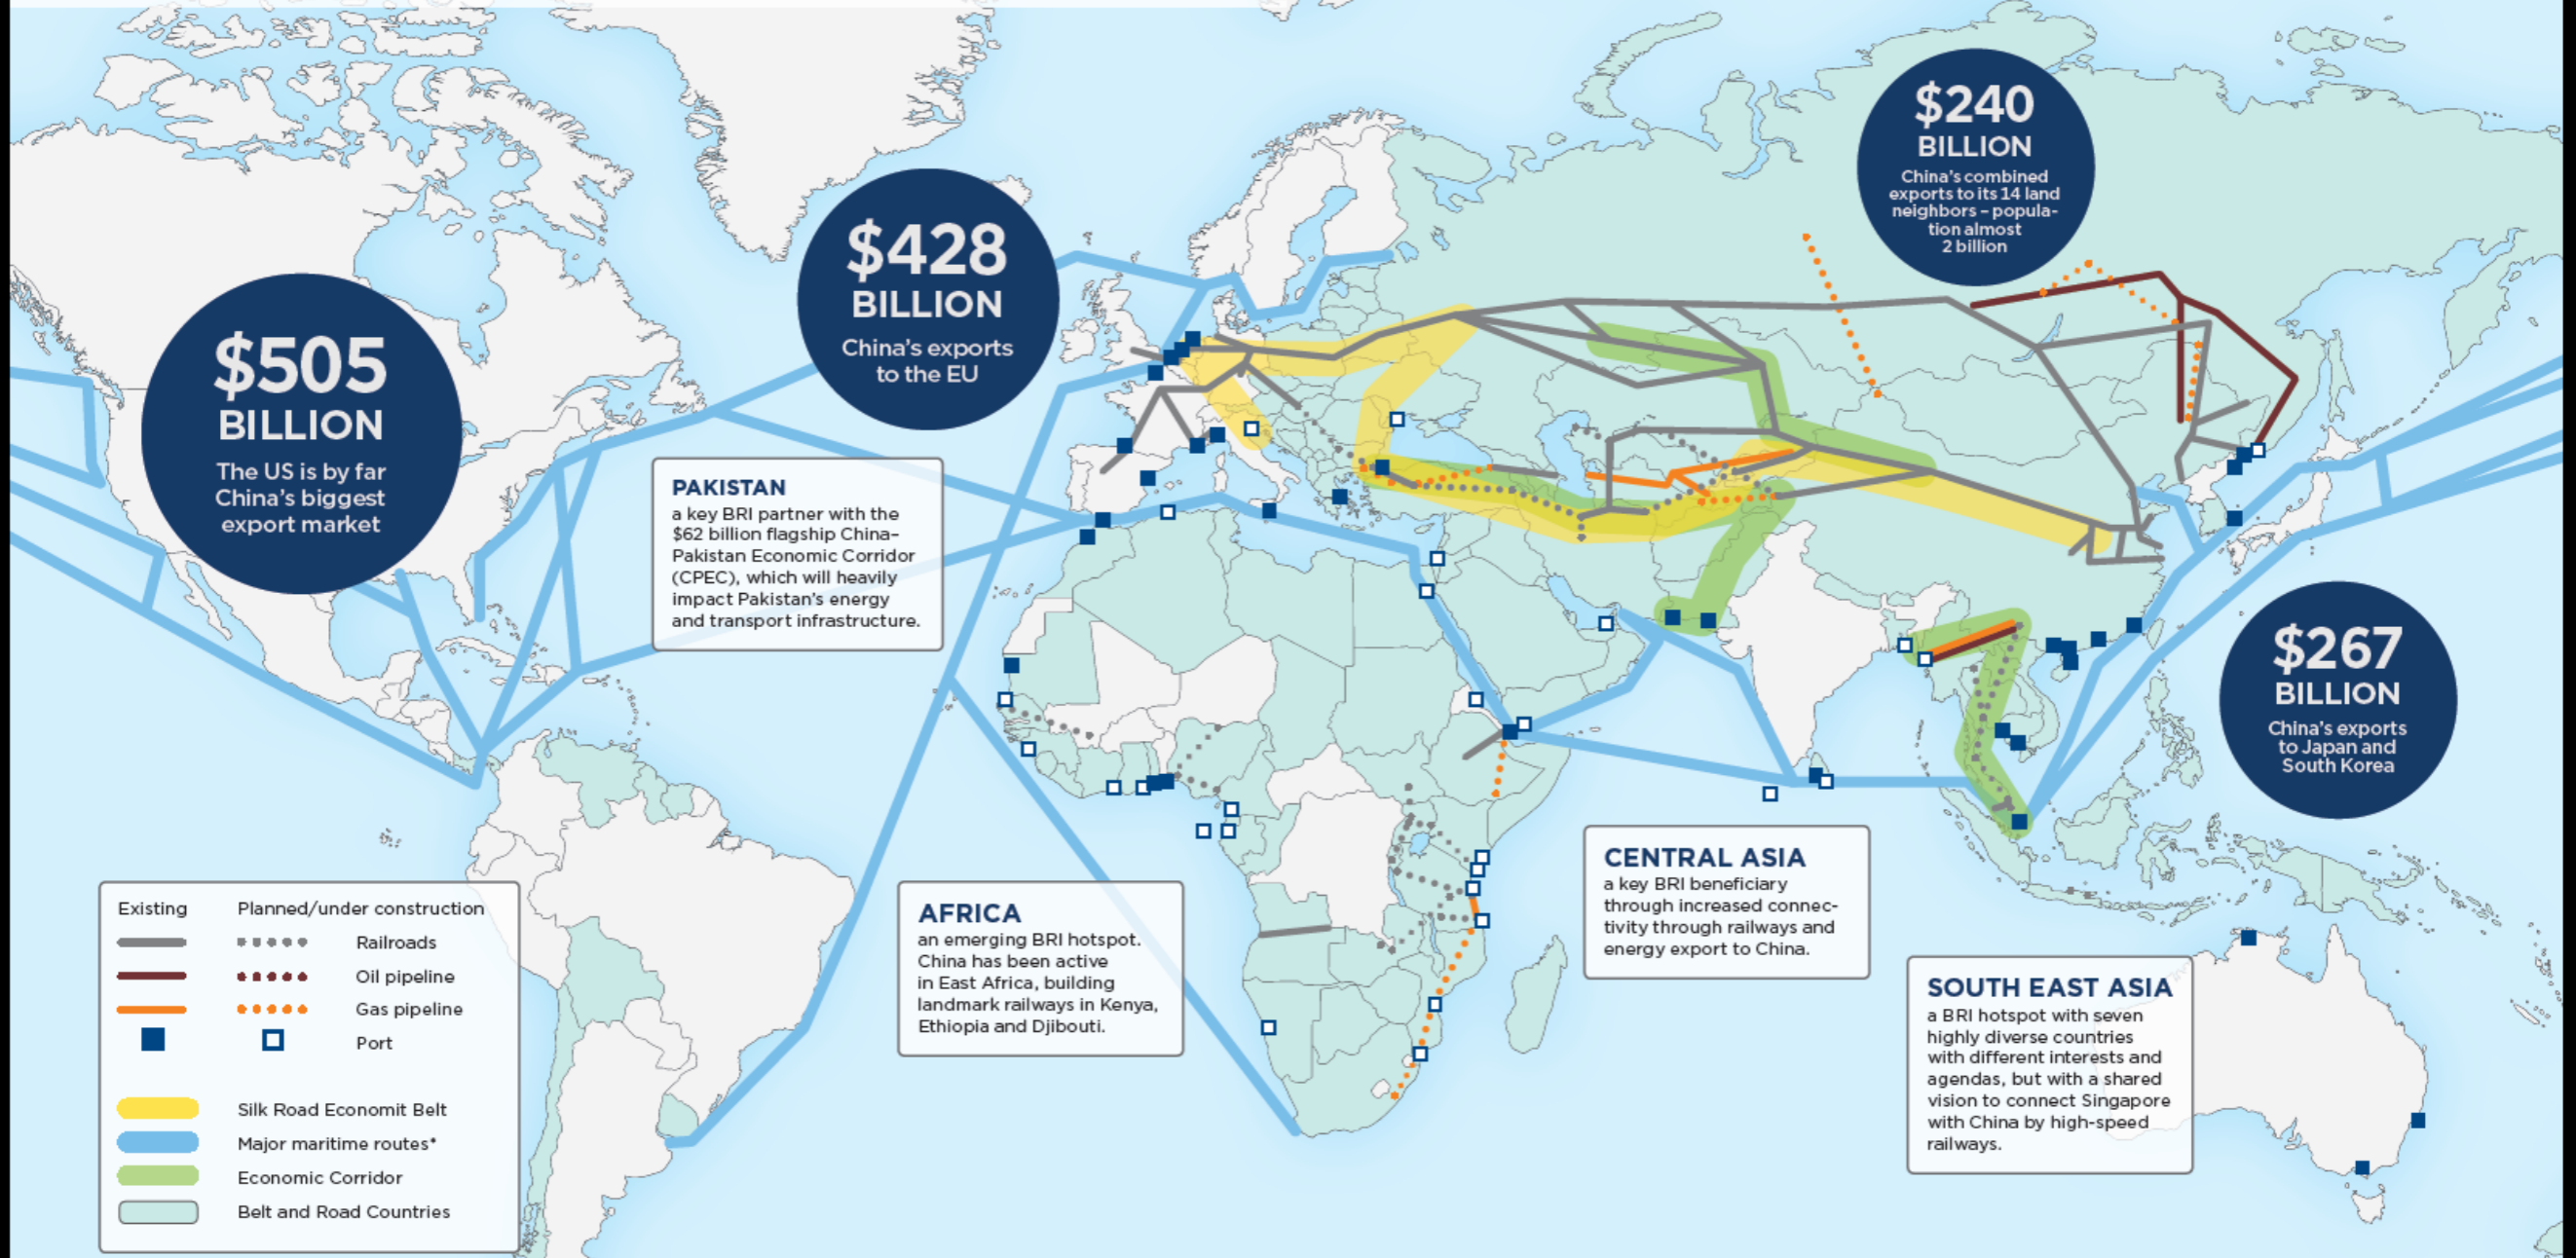 $505
BILLION
The US is by far
China's biggest
export market
$428
BILLION
China's exports
to the EU
$240
BILLION
China's combined
exports to its 14 land
neighbors – popula-
tion almost
2 billion
$267
BILLION
China's exports
to Japan and
South Korea
PAKISTAN
a key BRI partner with the
$62 billion flagship China–
Pakistan Economic Corridor
(CPEC), which will heavily
impact Pakistan's energy
and transport infrastructure.
AFRICA
an emerging BRI hotspot.
China has been active
in East Africa, building
landmark railways in Kenya,
Ethiopia and Djibouti.
CENTRAL ASIA
a key BRI beneficiary
through increased connec-
tivity through railways and
energy export to China.
SOUTH EAST ASIA
a BRI hotspot with seven
highly diverse countries
with different interests and
agendas, but with a shared
vision to connect Singapore
with China by high-speed
railways.
Existing Planned/under construction
Railroads
Oil pipeline
Gas pipeline
Port
Silk Road Economit Belt
Major maritime routes*
Economic Corridor
Belt and Road Countries